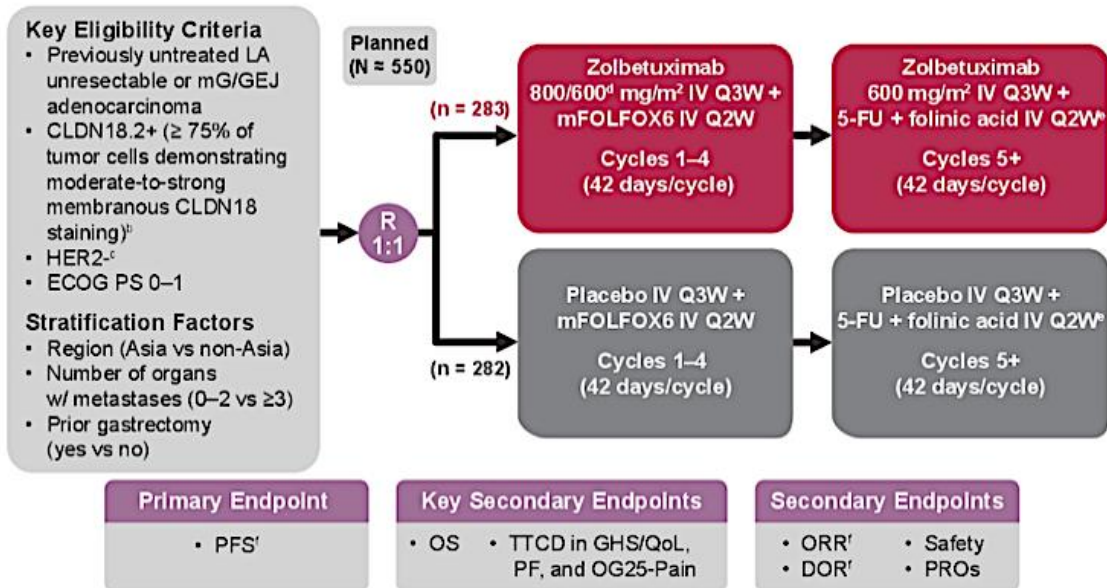 Key Eligibility Criteria
• Previously untreated LA
unresectable or mG/GEJ
adenocarcinoma
• CLDN18.2+ (≥ 75% of
tumor cells demonstrating
moderate-to-strong
membranous CLDN18
staining)ᵇ
• HER2-ᶜ
• ECOG PS 0–1
Stratification Factors
• Region (Asia vs non-Asia)
• Number of organs
w/ metastases (0–2 vs ≥3)
• Prior gastrectomy
(yes vs no)
Planned
(N ≈ 550)
R
1:1
(n = 283)
Zolbetuximab
800/600ᵈ mg/m² IV Q3W +
mFOLFOX6 IV Q2W
Cycles 1–4
(42 days/cycle)
Zolbetuximab
600 mg/m² IV Q3W +
5-FU + folinic acid IV Q2Wᵉ
Cycles 5+
(42 days/cycle)
(n = 282)
Placebo IV Q3W +
mFOLFOX6 IV Q2W
Cycles 1–4
(42 days/cycle)
Placebo IV Q3W +
5-FU + folinic acid IV Q2Wᵉ
Cycles 5+
(42 days/cycle)
Primary Endpoint
• PFSᶠ
Key Secondary Endpoints
• OS • TTCD in GHS/QoL,
PF, and OG25-Pain
Secondary Endpoints
• ORRᶠ • Safety
• DORᶠ • PROs